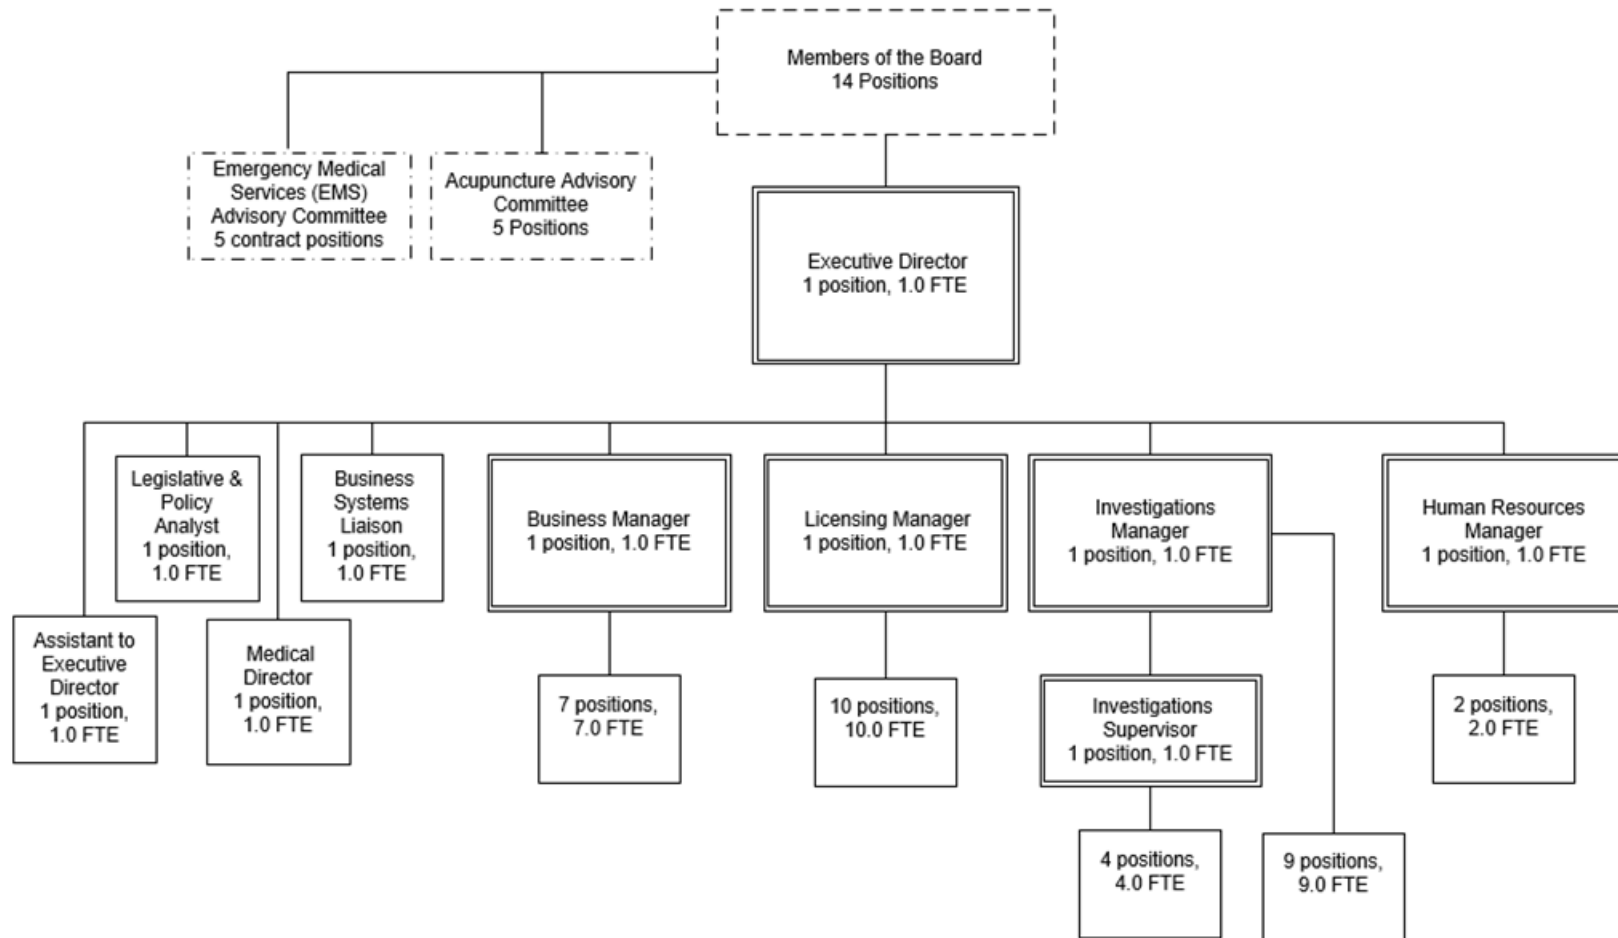 Members of the Board
14 Positions
Emergency Medical
Services (EMS)
Advisory Committee
5 contract positions
Acupuncture Advisory
Committee
5 Positions
Executive Director
1 position, 1.0 FTE
Legislative &
Policy
Analyst
1 position,
1.0 FTE
Business
Systems
Liaison
1 position,
1.0 FTE
Business Manager
1 position, 1.0 FTE
Licensing Manager
1 position, 1.0 FTE
Investigations
Manager
1 position, 1.0 FTE
Human Resources
Manager
1 position, 1.0 FTE
Assistant to
Executive
Director
1 position,
1.0 FTE
Medical
Director
1 position,
1.0 FTE
7 positions,
7.0 FTE
10 positions,
10.0 FTE
Investigations
Supervisor
1 position, 1.0 FTE
2 positions,
2.0 FTE
4 positions,
4.0 FTE
9 positions,
9.0 FTE